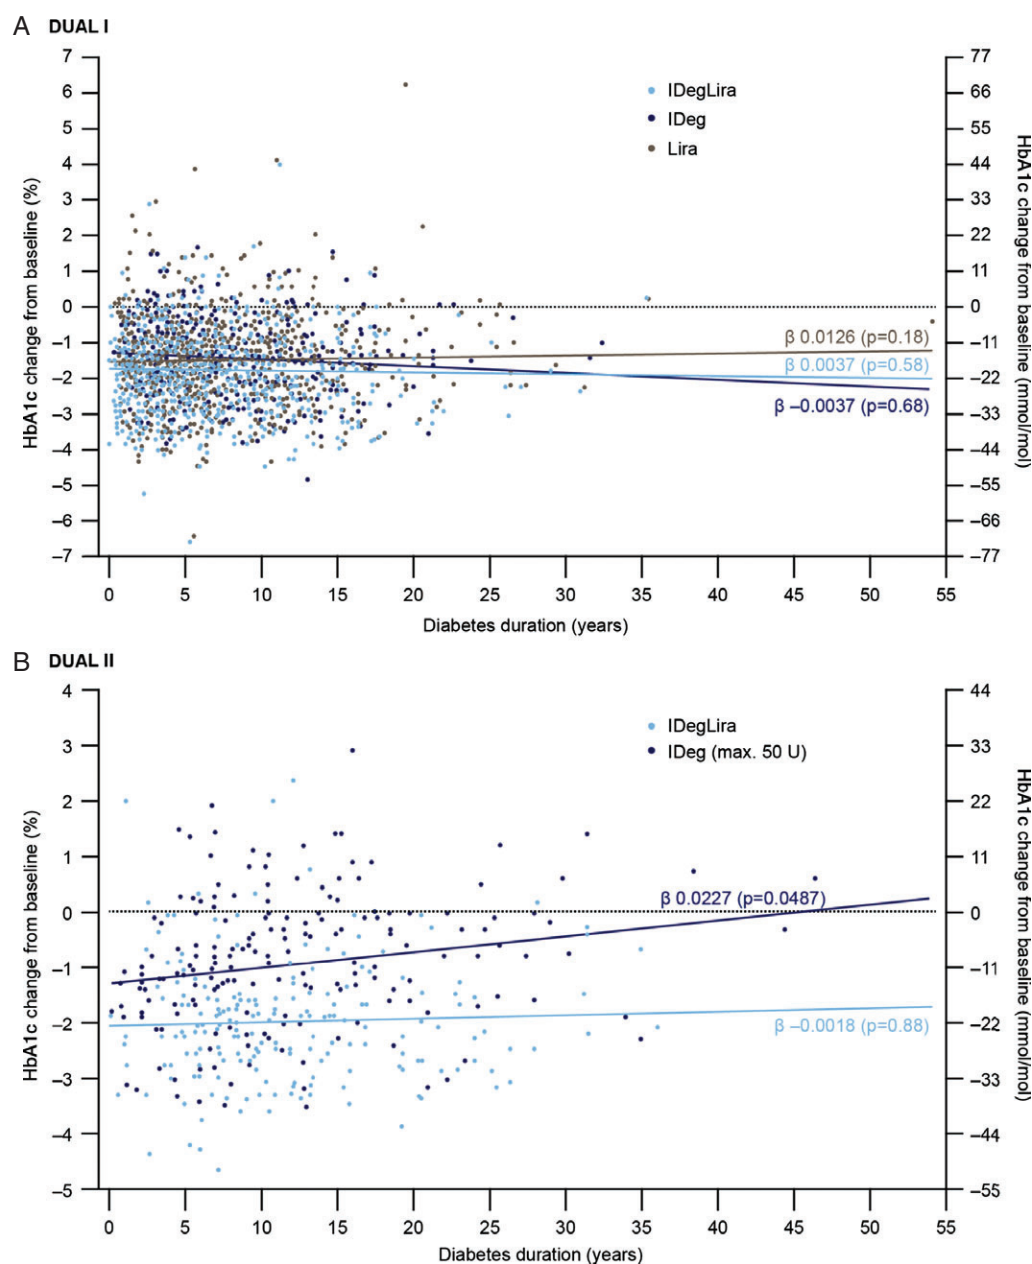 A DUAL I
7
6
5
4
3
2
1
0
–1
–2
–3
–4
–5
–6
–7
HbA1c change from baseline (%)
77
66
55
44
33
22
11
0
–11
–22
–33
–44
–55
–66
–77
HbA1c change from baseline (mmol/mol)
IDegLira
IDeg
Lira
β 0.0126 (p=0.18)
β 0.0037 (p=0.58)
β –0.0037 (p=0.68)
0 5 10 15 20 25 30 35 40 45 50 55
Diabetes duration (years)
B DUAL II
4
3
2
1
0
–1
–2
–3
–4
–5
HbA1c change from baseline (%)
44
33
22
11
0
–11
–22
–33
–44
–55
HbA1c change from baseline (mmol/mol)
IDegLira
IDeg (max. 50 U)
β 0.0227 (p=0.0487)
β –0.0018 (p=0.88)
0 5 10 15 20 25 30 35 40 45 50 55
Diabetes duration (years)